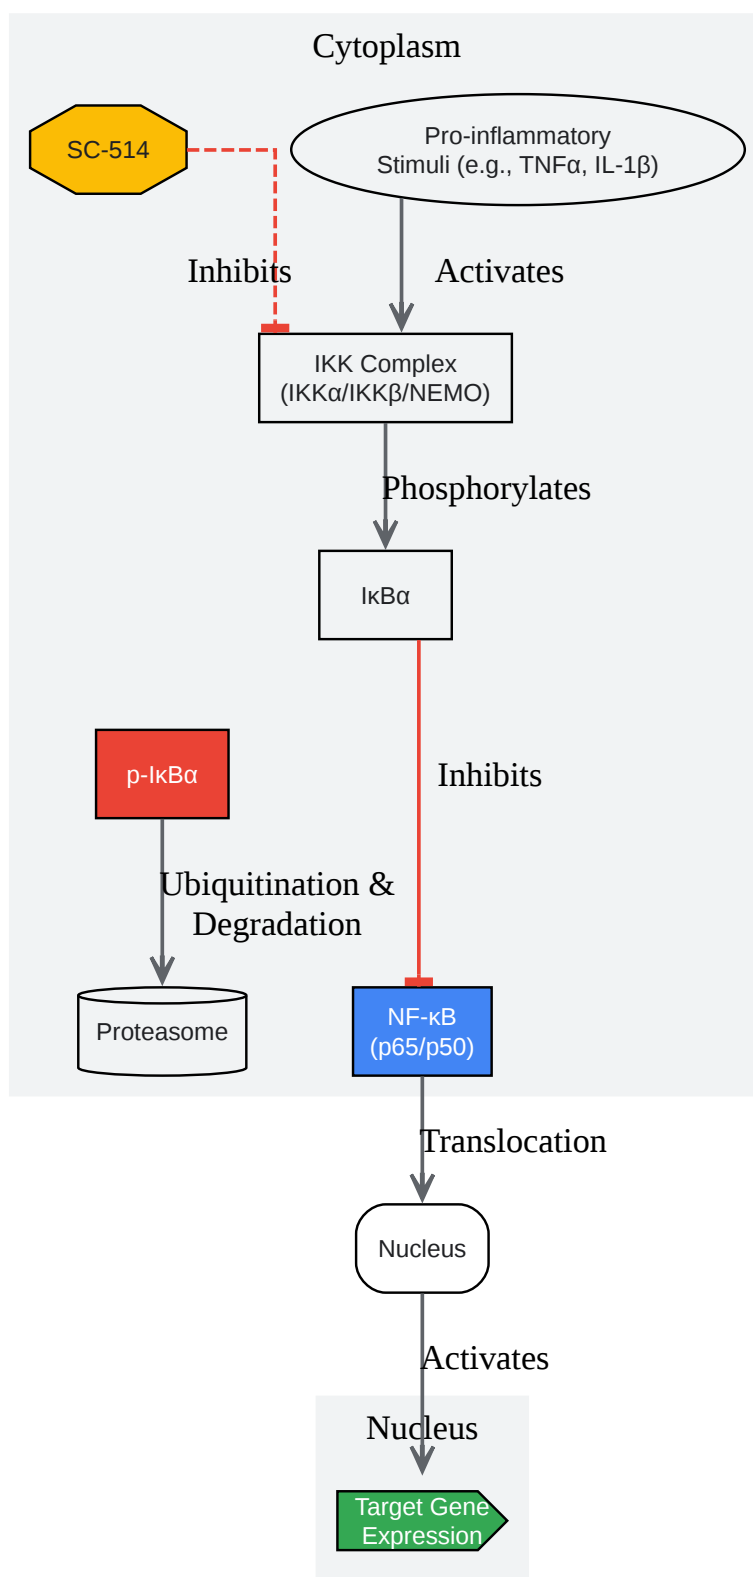 Cytoplasm
SC-514
Pro-inflammatory
Stimuli (e.g., TNFα, IL-1β)
Inhibits
Activates
IKK Complex
(IKKα/IKKβ/NEMO)
Phosphorylates
IκBα
p-IκBα
Inhibits
Ubiquitination &
Degradation
Proteasome
NF-κB
(p65/p50)
Translocation
Nucleus
Activates
Nucleus
Target Gene
Expression